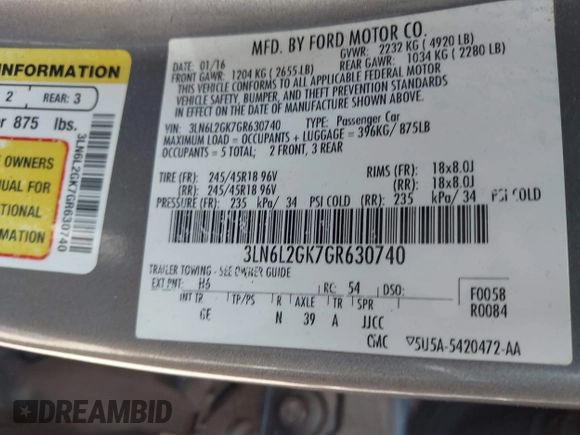 INFORMATION
2
REAR: 3
875 lbs.
OWNERS
MANUAL FOR
INFORMATION
3LN6L2GK7GR630740
MFD. BY FORD MOTOR CO.
DATE: 01/16
GVWR: 2232 KG ( 4920 LB)
FRONT GAWR: 1204 KG ( 2655 LB)
REAR GAWR: 1034 KG ( 2280 LB)
THIS VEHICLE CONFORMS TO ALL APPLICABLE FEDERAL MOTOR
VEHICLE SAFETY, BUMPER, AND THEFT PREVENTION STANDARDS
IN EFFECT ON THE DATE OF MANUFACTURE SHOWN ABOVE.
VIN: 3LN6L2GK7GR630740
TYPE: Passenger Car
MAXIMUM LOAD = OCCUPANTS + LUGGAGE = 396KG/ 875LB
OCCUPANTS = 5 TOTAL; 2 FRONT, 3 REAR
TIRE (FR): 245/45R18 96V RIMS (FR): 18x8.0J
(RR): 245/45R18 96V (RR): 18x8.0J
PRESSURE (FR): 235 kPa/ 34 PSI COLD (RR): 235 kPa/ 34 PSI COLD
3LN6L2GK7GR630740
TRAILER TOWING - SEE OWNER GUIDE
EXT PNT: H6 RC: 54 DSO:
INT TR TP/PS R AXLE TR SPR
GE N 39 A JJCC
F0058
R0084
CMC ▽5U5A-5420472-AA
DREAMBID